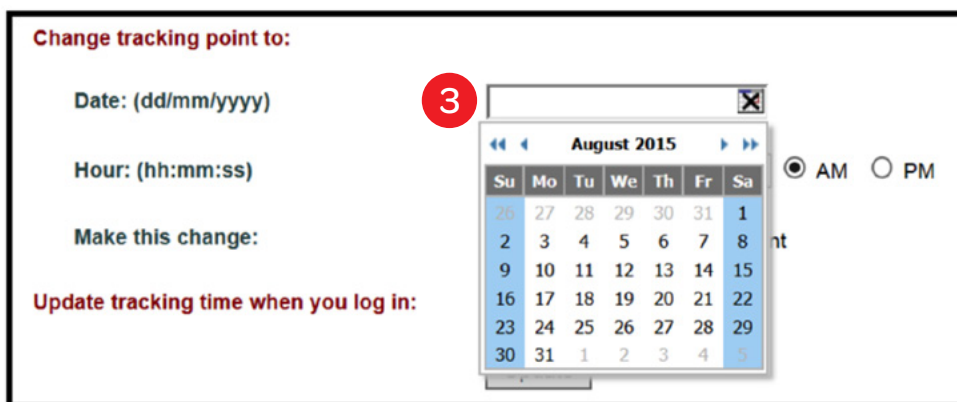 Change tracking point to:
Date: (dd/mm/yyyy)
3
August 2015
Hour: (hh:mm:ss)
AM PM
Su Mo Tu We Th Fr Sa
26 27 28 29 30 31 1
Make this change:
2 3 4 5 6 7 8
nt
9 10 11 12 13 14 15
Update tracking time when you log in:
16 17 18 19 20 21 22
23 24 25 26 27 28 29
30 31 1 2 3 4 5